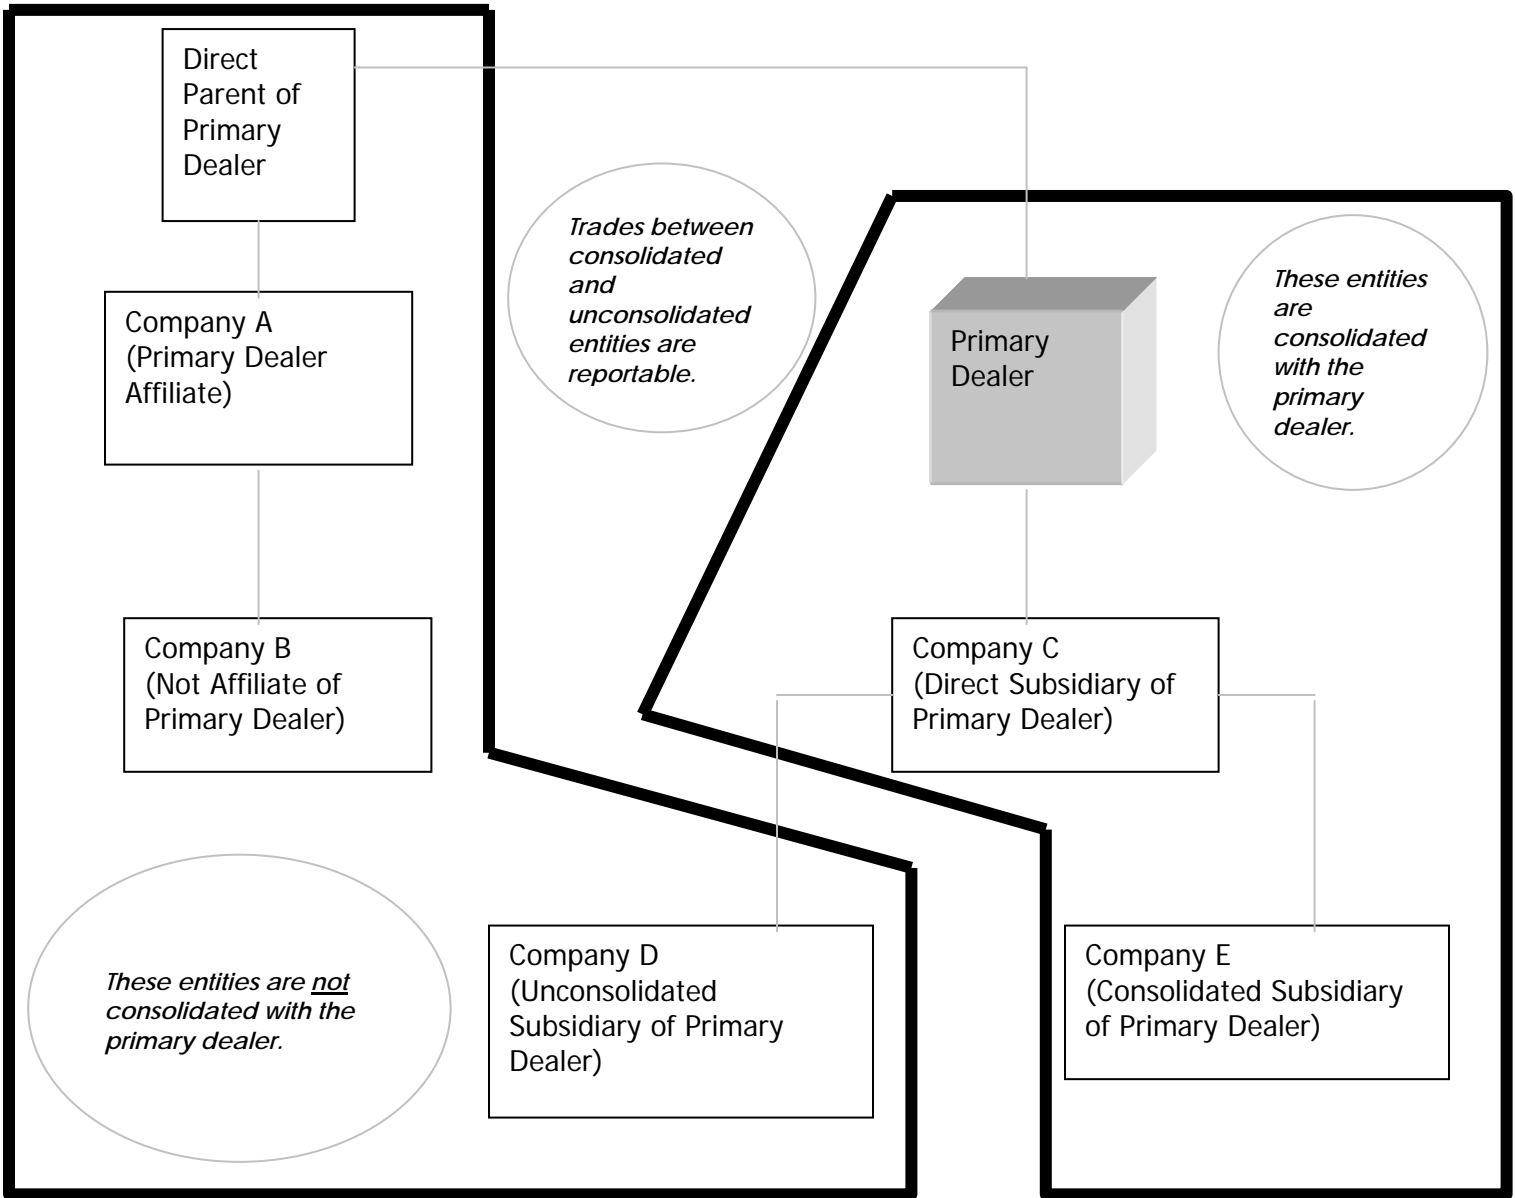 Direct
Parent of
Primary
Dealer
Trades between
consolidated
and
unconsolidated
entities are
reportable.
These entities
are
consolidated
with the
primary
dealer.
Primary
Dealer
Company A
(Primary Dealer
Affiliate)
Company B
(Not Affiliate of
Primary Dealer)
Company C
(Direct Subsidiary of
Primary Dealer)
These entities are not
consolidated with the
primary dealer.
Company D
(Unconsolidated
Subsidiary of Primary
Dealer)
Company E
(Consolidated Subsidiary
of Primary Dealer)